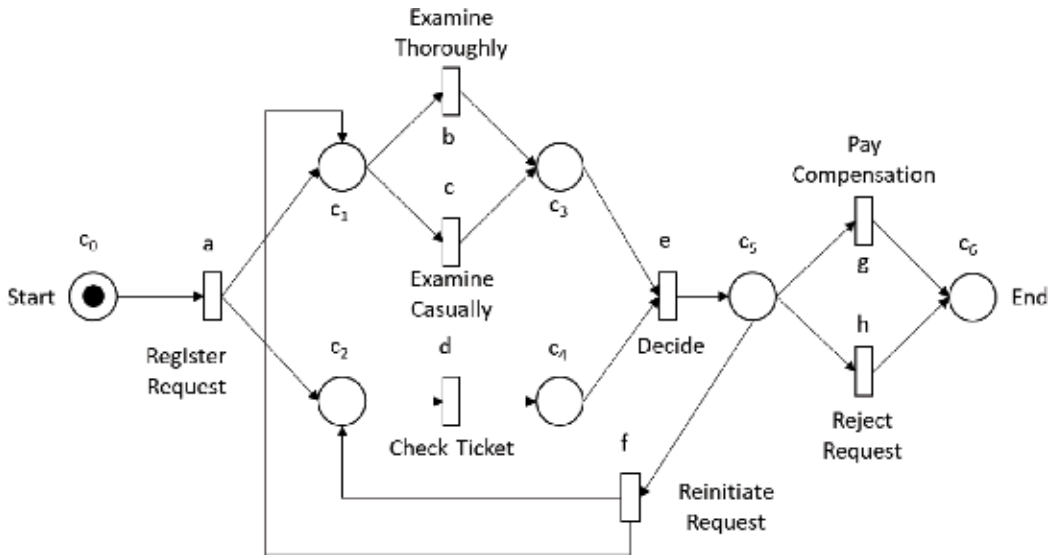 Examine
Thoroughly
b
c
Examine
Casually
c₁
c₃
Pay
Compensation
g
c₀
a
Start
Register
Request
e
c₅
c₆
End
h
Decide
Reject
Request
c₂
d
c₄
Check Ticket
f
Reinitiate
Request